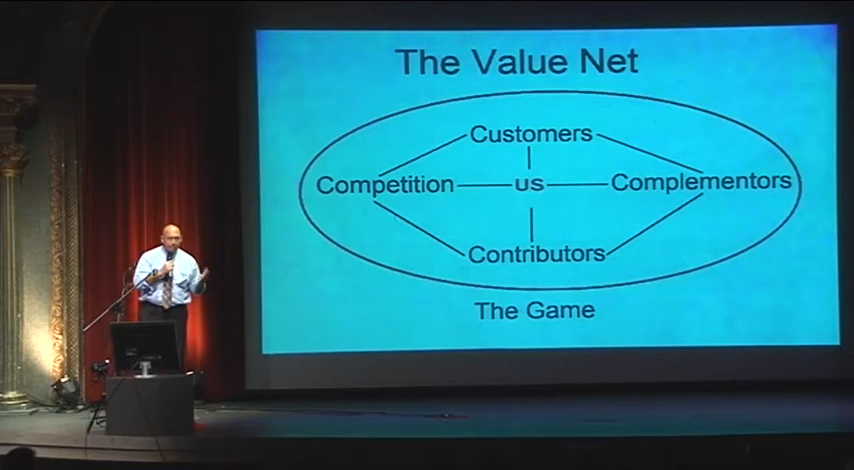 The Value Net
Customers
Competition
us
Complementors
Contributors
The Game